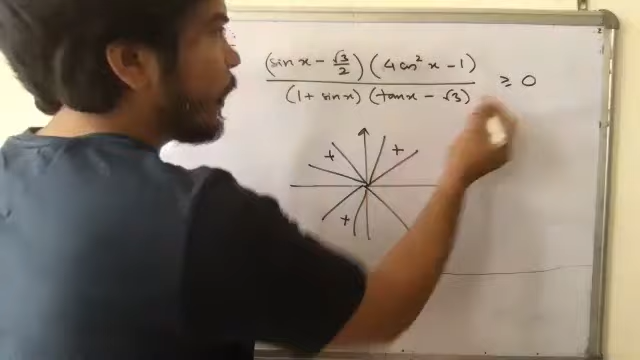 (sin x - √3/2) (4 cos² x - 1)
(1 + sin x) (tan x - √3) ≥ 0
+ +
+